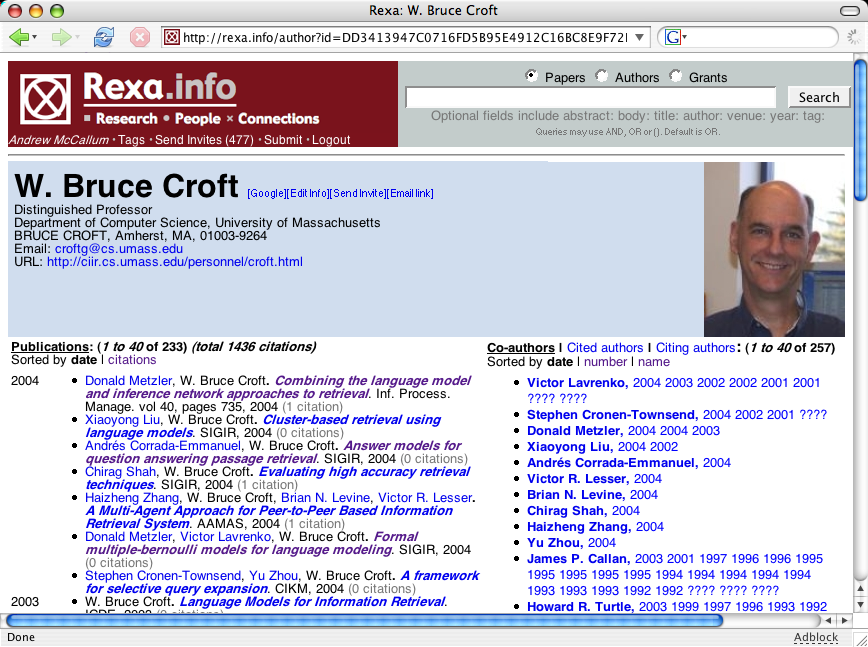 Rexa: W. Bruce Croft
http://rexa.info/author?id=DD3413947C0716FD5B95E4912C16BC8E9F72
G
Rexa.info
Research • People × Connections
Andrew McCallum · Tags · Send Invites (477) · Submit · Logout
Papers Authors Grants
Search
Optional fields include abstract: body: title: author: venue: year: tag:
Queries may use AND, OR or (). Default is OR.
W. Bruce Croft [Google][Edit Info][Send Invite][Email link]
Distinguished Professor
Department of Computer Science, University of Massachusetts
BRUCE CROFT, Amherst, MA, 01003-9264
Email: croftg@cs.umass.edu
URL: http://ciir.cs.umass.edu/personnel/croft.html
Publications: (1 to 40 of 233) (total 1436 citations)
Sorted by date | citations
2004
• Donald Metzler, W. Bruce Croft. Combining the language model
and inference network approaches to retrieval. Inf. Process.
Manage. vol 40, pages 735, 2004 (1 citation)
• Xiaoyong Liu, W. Bruce Croft. Cluster-based retrieval using
language models. SIGIR, 2004 (0 citations)
• Andrés Corrada-Emmanuel, W. Bruce Croft. Answer models for
question answering passage retrieval. SIGIR, 2004 (0 citations)
• Chirag Shah, W. Bruce Croft. Evaluating high accuracy retrieval
techniques. SIGIR, 2004 (1 citation)
• Haizheng Zhang, W. Bruce Croft, Brian N. Levine, Victor R. Lesser.
A Multi-Agent Approach for Peer-to-Peer Based Information
Retrieval System. AAMAS, 2004 (1 citation)
• Donald Metzler, Victor Lavrenko, W. Bruce Croft. Formal
multiple-bernoulli models for language modeling. SIGIR, 2004
(0 citations)
• Stephen Cronen-Townsend, Yu Zhou, W. Bruce Croft. A framework
for selective query expansion. CIKM, 2004 (0 citations)
2003
• W. Bruce Croft. Language Models for Information Retrieval.
Co-authors | Cited authors | Citing authors: (1 to 40 of 257)
Sorted by date | number | name
• Victor Lavrenko, 2004 2003 2002 2002 2001 2001
???? ????
• Stephen Cronen-Townsend, 2004 2002 2001 ????
• Donald Metzler, 2004 2004 2003
• Xiaoyong Liu, 2004 2002
• Andrés Corrada-Emmanuel, 2004
• Victor R. Lesser, 2004
• Brian N. Levine, 2004
• Chirag Shah, 2004
• Haizheng Zhang, 2004
• Yu Zhou, 2004
• James P. Callan, 2003 2001 1997 1996 1996 1995
1995 1995 1995 1995 1994 1994 1994 1994 1994
1993 1993 1993 1992 1992 ???? ???? ????
• Howard R. Turtle, 2003 1999 1997 1996 1993 1992
Done
Adblock